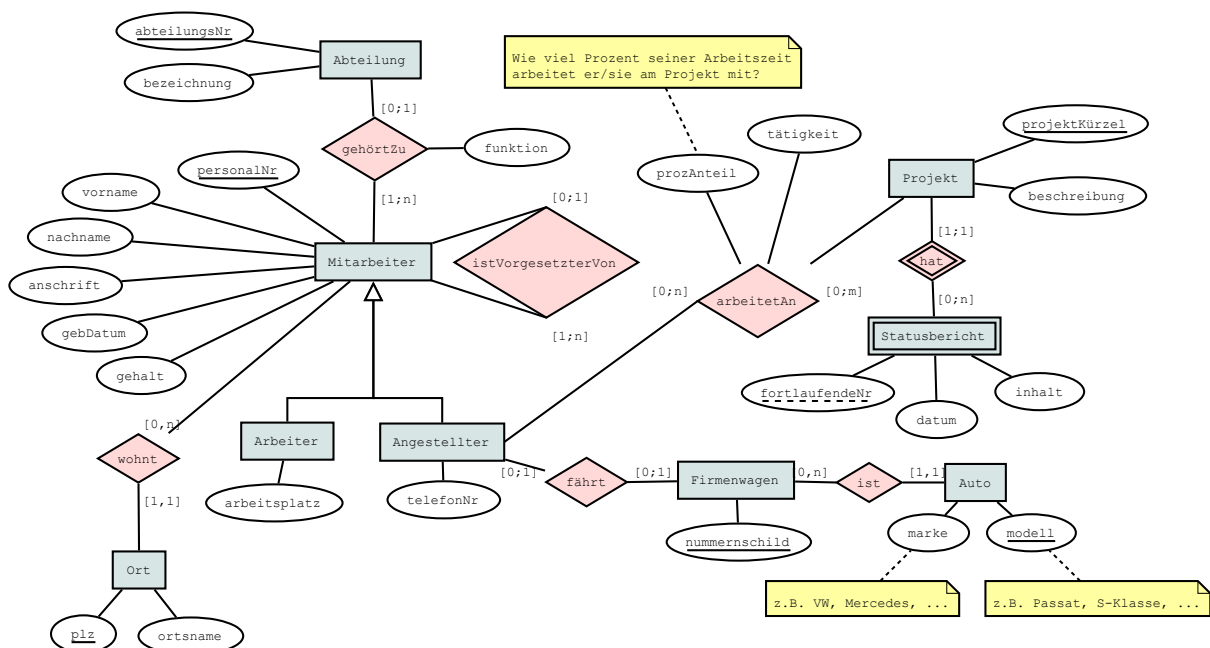 abteilungsNr
Abteilung
bezeichnung
Wie viel Prozent seiner Arbeitszeit
arbeitet er/sie am Projekt mit?
[0;1]
gehörtZu
funktion
[1;n]
tätigkeit
prozAnteil
projektKürzel
Projekt
beschreibung
personalNr
vorname
nachname
anschrift
gebDatum
gehalt
Mitarbeiter
[0;1]
istVorgesetzterVon
[1;n]
[0;n]
arbeitetAn
[0;m]
[1;1]
hat
[0;n]
Statusbericht
fortlaufendeNr
datum
inhalt
[0,n]
wohnt
[1,1]
Ort
plz
ortsname
Arbeiter
arbeitsplatz
Angestellter
telefonNr
[0;1]
fährt
[0;1]
Firmenwagen
nummernschild
[0,n]
ist
[1,1]
Auto
marke
modell
z.B. VW, Mercedes, ...
z.B. Passat, S-Klasse, ...